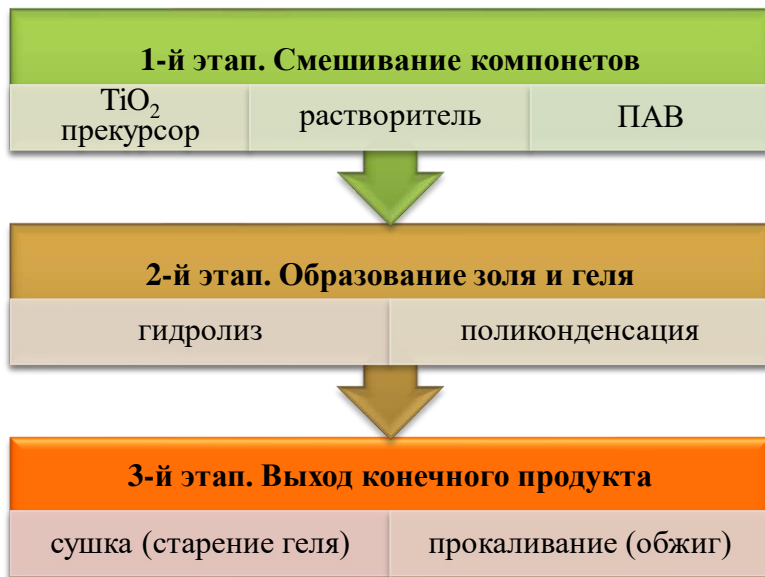 1-й этап. Смешивание компонетов
TiO₂
прекурсор
растворитель
ПАВ
2-й этап. Образование золя и геля
гидролиз
поликонденсация
3-й этап. Выход конечного продукта
сушка (старение геля)
прокаливание (обжиг)